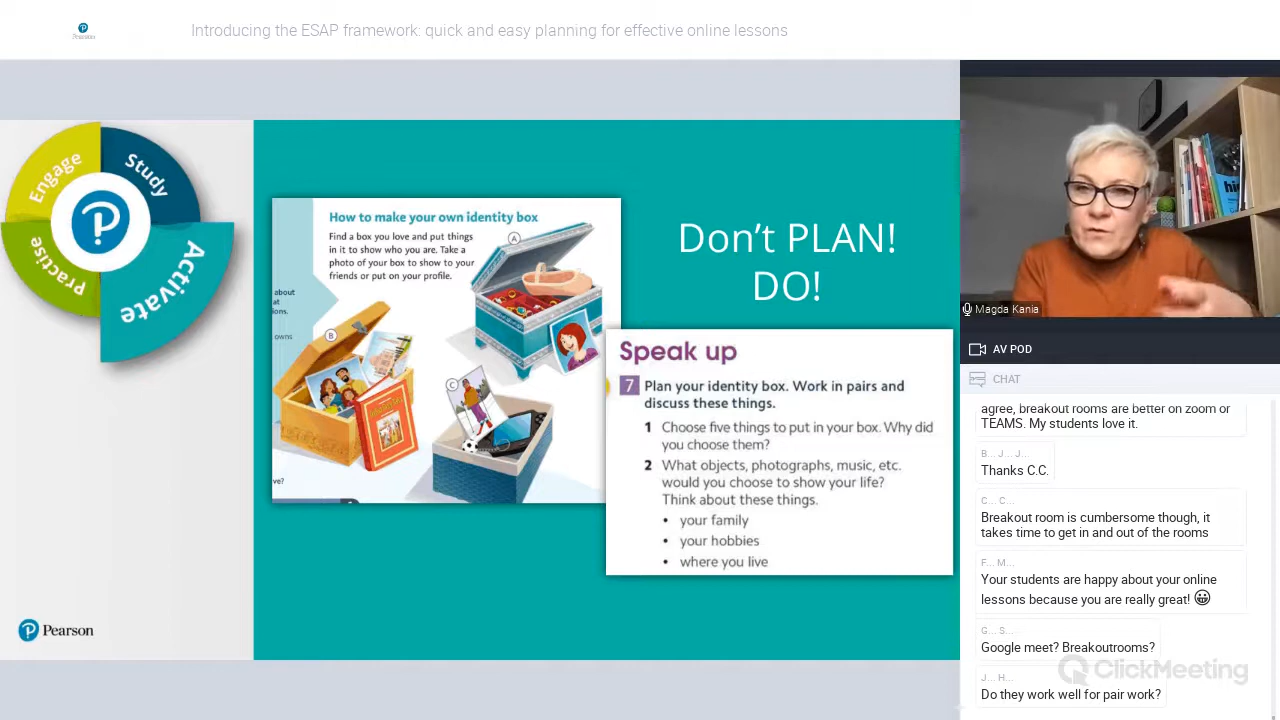 Pearson
Introducing the ESAP framework: quick and easy planning for effective online lessons
Engage
Study
Practise
Activate
How to make your own identity box
Find a box you love and put things
in it to show who you are. Take a
photo of your box to show to your
friends or put on your profile.
about
at
ons.
owns
ve?
A
B
C
Don't PLAN!
DO!
Speak up
7 Plan your identity box. Work in pairs and
discuss these things.
1 Choose five things to put in your box. Why did
you choose them?
2 What objects, photographs, music, etc.
would you choose to show your life?
Think about these things.
• your family
• your hobbies
• where you live
Pearson
Magda Kania
AV POD
CHAT
agree, breakout rooms are better on zoom or
TEAMS. My students love it.
B... J... J...
Thanks C.C.
C... C...
Breakout room is cumbersome though, it
takes time to get in and out of the rooms
F... M...
Your students are happy about your online
lessons because you are really great! 😀
G... S...
Google meet? Breakoutrooms?
ClickMeeting
J... H...
Do they work well for pair work?